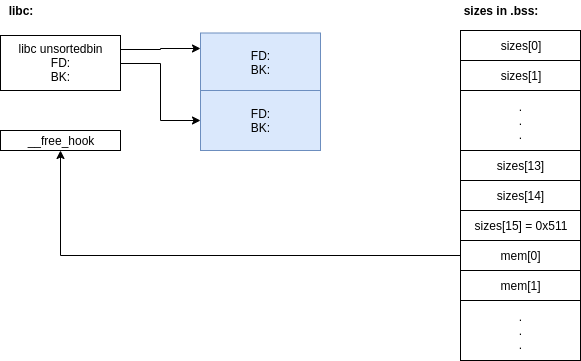 libc:
libc unsortedbin
FD:
BK:
FD:
BK:
FD:
BK:
__free_hook
sizes in .bss:
sizes[0]
sizes[1]
.
.
.
sizes[13]
sizes[14]
sizes[15] = 0x511
mem[0]
mem[1]
.
.
.